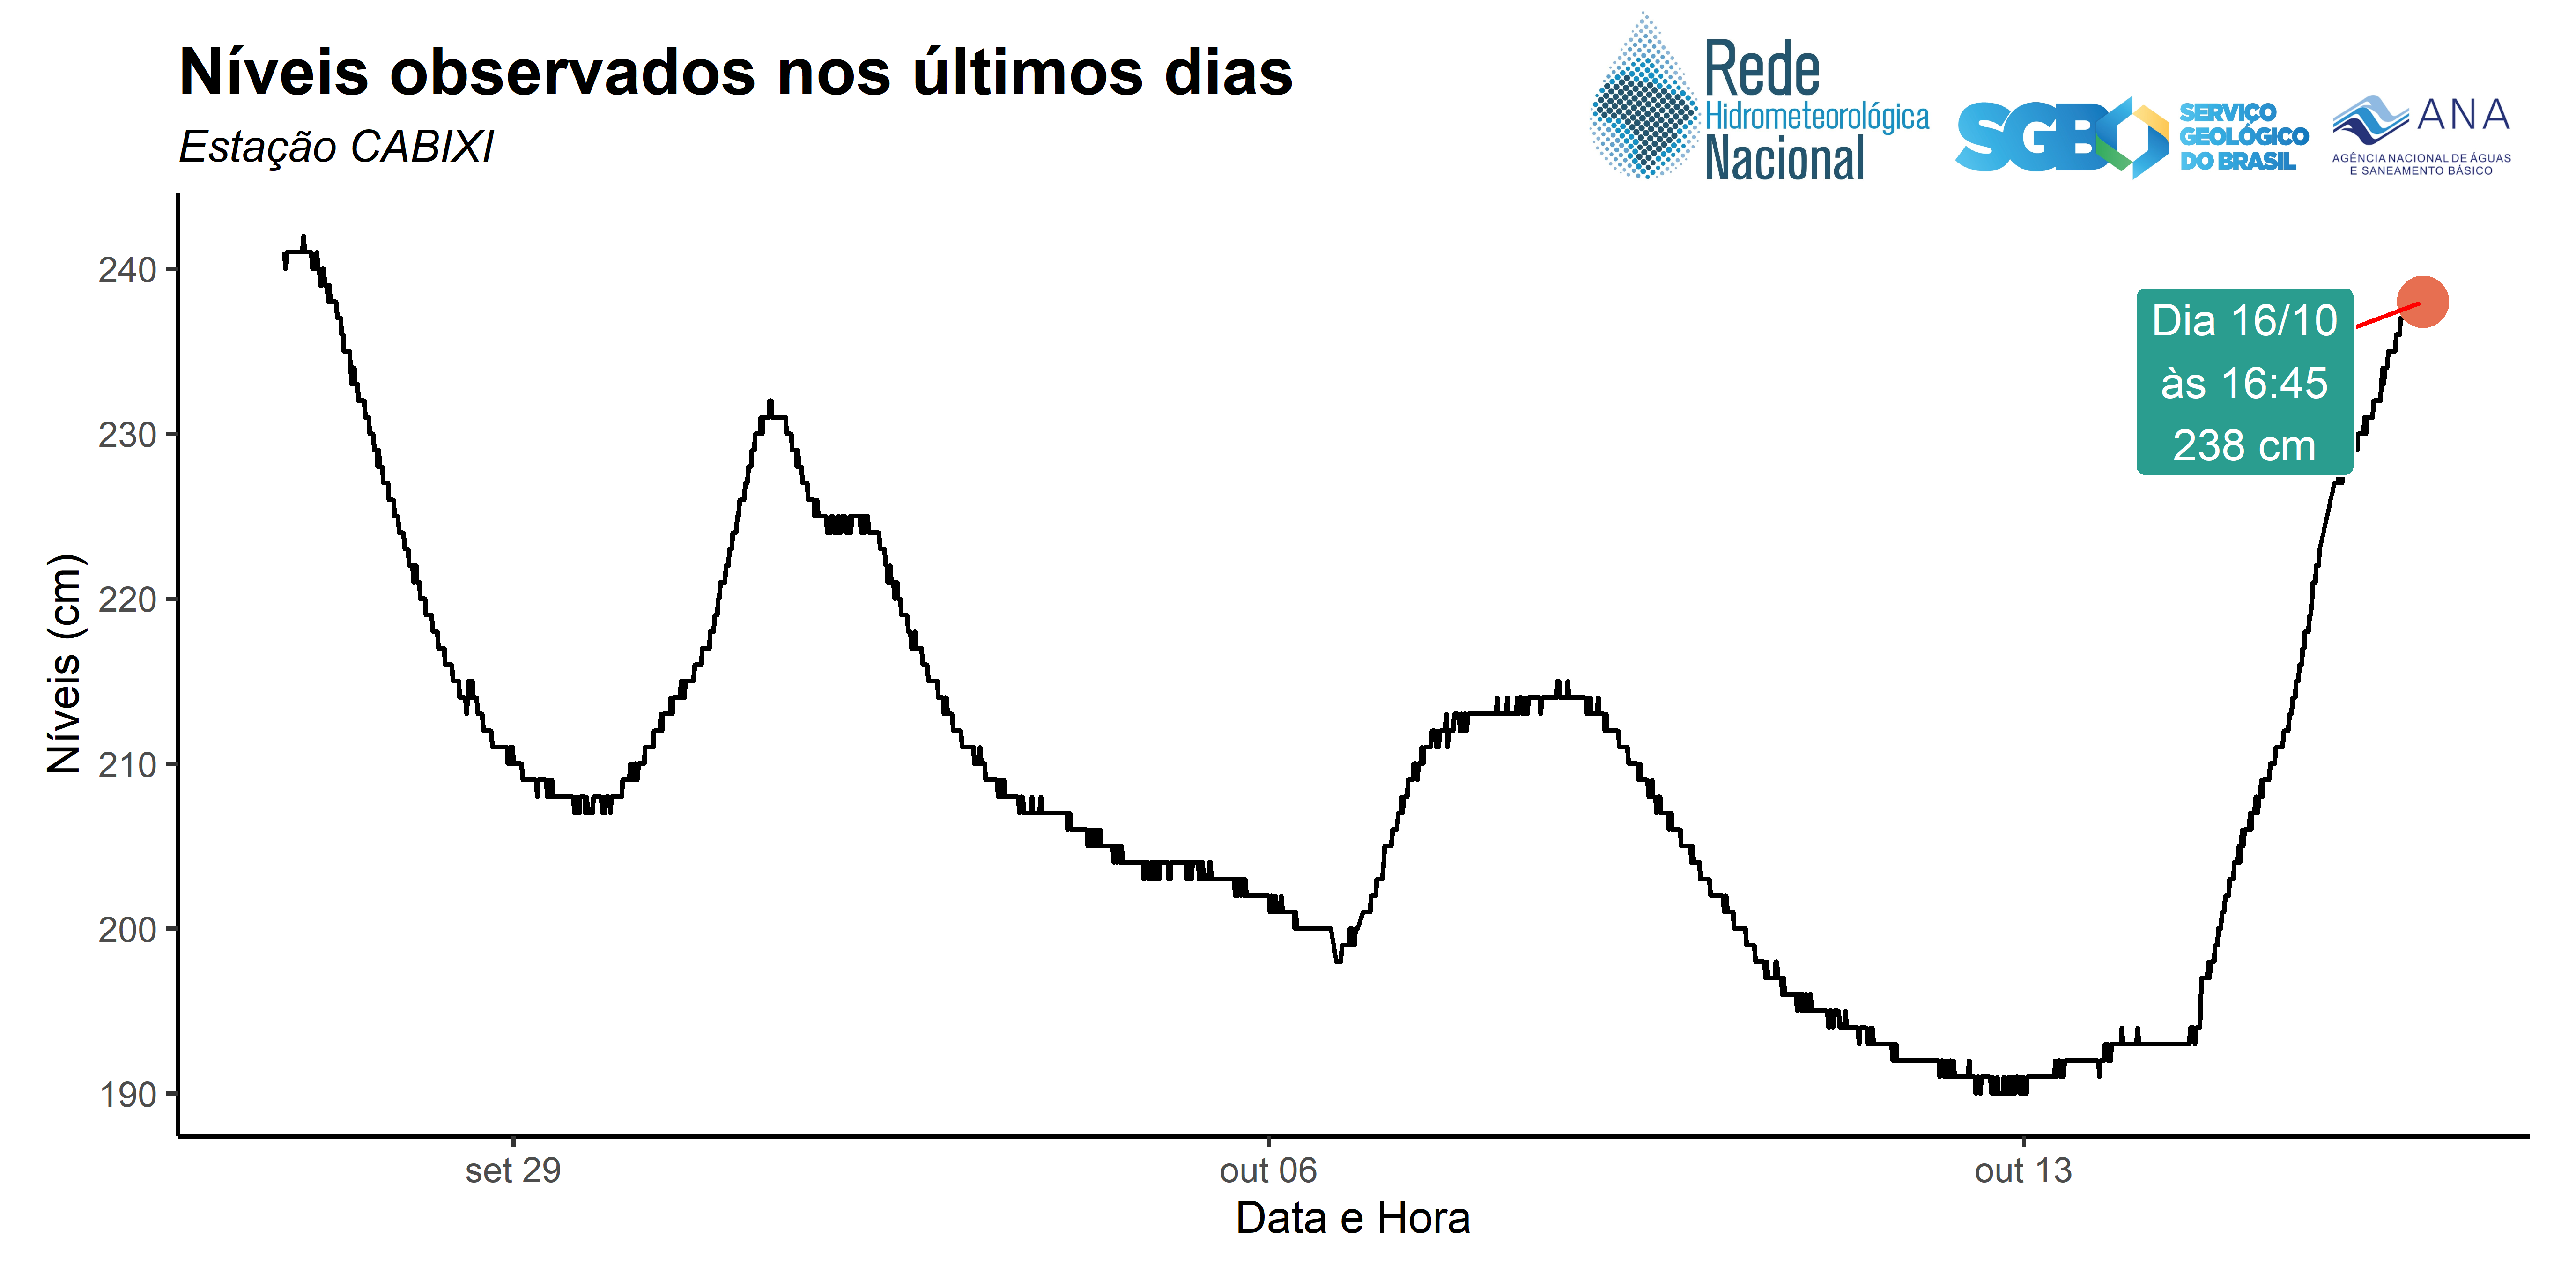 Níveis observados nos últimos dias
Estação CABIXI
Rede
Hidrometeorológica
Nacional
SGB
SERVIÇO
GEOLÓGICO
DO BRASIL
ANA
AGÊNCIA NACIONAL DE ÁGUAS
E SANEAMENTO BÁSICO
Níveis (cm)
240
230
220
210
200
190
Dia 16/10
às 16:45
238 cm
set 29
out 06
out 13
Data e Hora